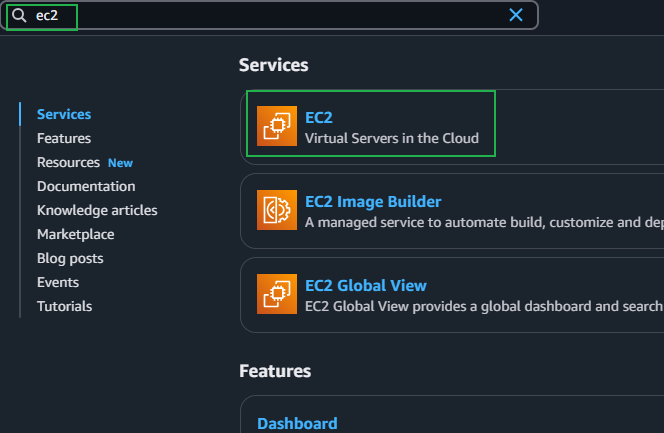 ec2
Services
Services
Features
Resources New
Documentation
Knowledge articles
Marketplace
Blog posts
Events
Tutorials
EC2
Virtual Servers in the Cloud
EC2 Image Builder
A managed service to automate build, customize and dep
EC2 Global View
EC2 Global View provides a global dashboard and search
Features
Dashboard